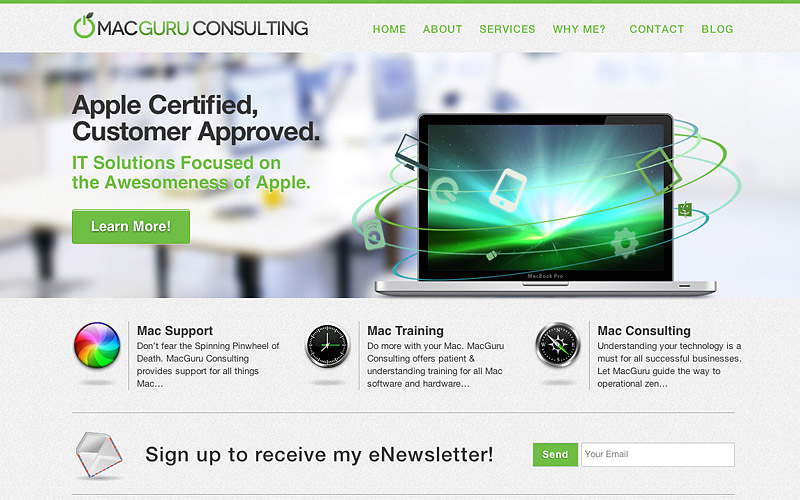 MACGURU CONSULTING
HOME ABOUT SERVICES WHY ME? CONTACT BLOG
Apple Certified,
Customer Approved.
IT Solutions Focused on
the Awesomeness of Apple.
Learn More!
MacBook Pro
Mac Support
Don't fear the Spinning Pinwheel of
Death. MacGuru Consulting
provides support for all things
Mac…
Mac Training
Do more with your Mac. MacGuru
Consulting offers patient &
understanding training for all Mac
software and hardware…
Mac Consulting
Understanding your technology is a
must for all successful businesses.
Let MacGuru guide the way to
operational zen…
Sign up to receive my eNewsletter!
Send
Your Email